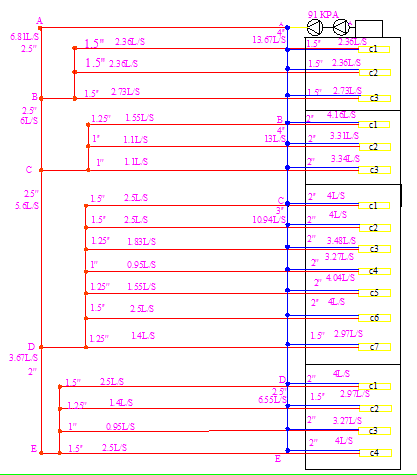 91 KPA
A
A
4"
6.81L/S
13.67L/S
2.5"
1.5" 2.36L/S
1.5" 2.36L/S
c1
1.5" 2.36L/S
1.5" 2.36L/S
c2
B
1.5" 2.73L/S
1.5" 2.73L/S
c3
2.5"
6L/S
1.25" 1.55L/S
B
2" 4.16L/S
c1
4"
13L/S
1" 1.1L/S
2" 3.31L/S
c2
C
1" 1.1L/S
2" 3.34L/S
c3
2.5"
5.6L/S
1.5" 2.5L/S
C
2" 4L/S
c1
3"
10.94L/S
1.5" 2.5L/S
2" 4L/S
c2
1.25" 1.83L/S
2" 3.48L/S
c3
1" 0.95L/S
2" 3.27L/S
c4
1.25" 1.55L/S
2" 4.04L/S
c5
1.5" 2.5L/S
2" 4L/S
c6
D
1.25" 1.4L/S
1.5" 2.97L/S
c7
3.67L/S
2"
1.5" 2.5L/S
D
2" 4L/S
c1
2.5"
6.55L/S
1.25" 1.4L/S
1.5" 2.97L/S
c2
1" 0.95L/S
2" 3.27L/S
c3
E
1.5" 2.5L/S
2" 4L/S
c4
E